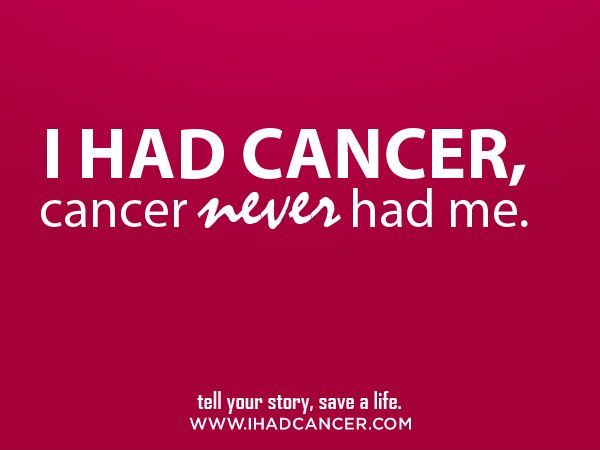 I HAD CANCER,
cancer never had me.
tell your story, save a life.
WWW.IHADCANCER.COM